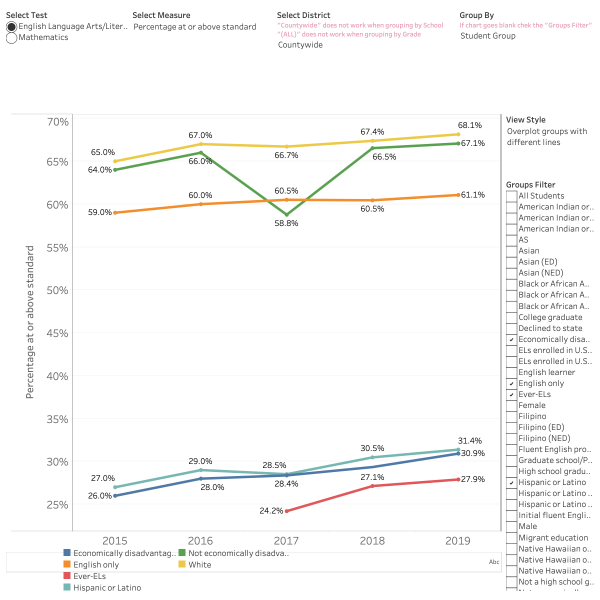 Select Test
English Language Arts/Liter..
Mathematics
Select Measure
Percentage at or above standard
Select District
"Countywide" does not work when grouping by School
"(ALL)" does not work when grouping by Grade
Countywide
Group By
If chart goes blank chek the "Groups Filter"
Student Group
70%
65%
60%
55%
50%
45%
40%
35%
30%
25%
Percentage at or above standard
65.0%
67.0%
66.7%
67.4%
68.1%
64.0%
66.0%
58.8%
66.5%
67.1%
59.0%
60.0%
60.5%
60.5%
61.1%
27.0%
29.0%
28.5%
30.5%
31.4%
26.0%
28.0%
28.4%
30.9%
24.2%
27.1%
27.9%
2015 2016 2017 2018 2019
Economically disadvantag..
English only
Ever-ELs
Hispanic or Latino
Not economically disadva..
White
Abc
View Style
Overplot groups with
different lines
Groups Filter
All Students
American Indian or..
American Indian or..
American Indian or..
AS
Asian
Asian (ED)
Asian (NED)
Black or African A..
Black or African A..
Black or African A..
College graduate
Declined to state
Economically disa..
ELs enrolled in U.S..
ELs enrolled in U.S..
English learner
English only
Ever-ELs
Female
Filipino
Filipino (ED)
Filipino (NED)
Fluent English pro..
Graduate school/P..
High school gradu..
Hispanic or Latino
Hispanic or Latino ..
Hispanic or Latino ..
Initial fluent Engli..
Male
Migrant education
Native Hawaiian o..
Native Hawaiian o..
Native Hawaiian o..
Not a high school g..